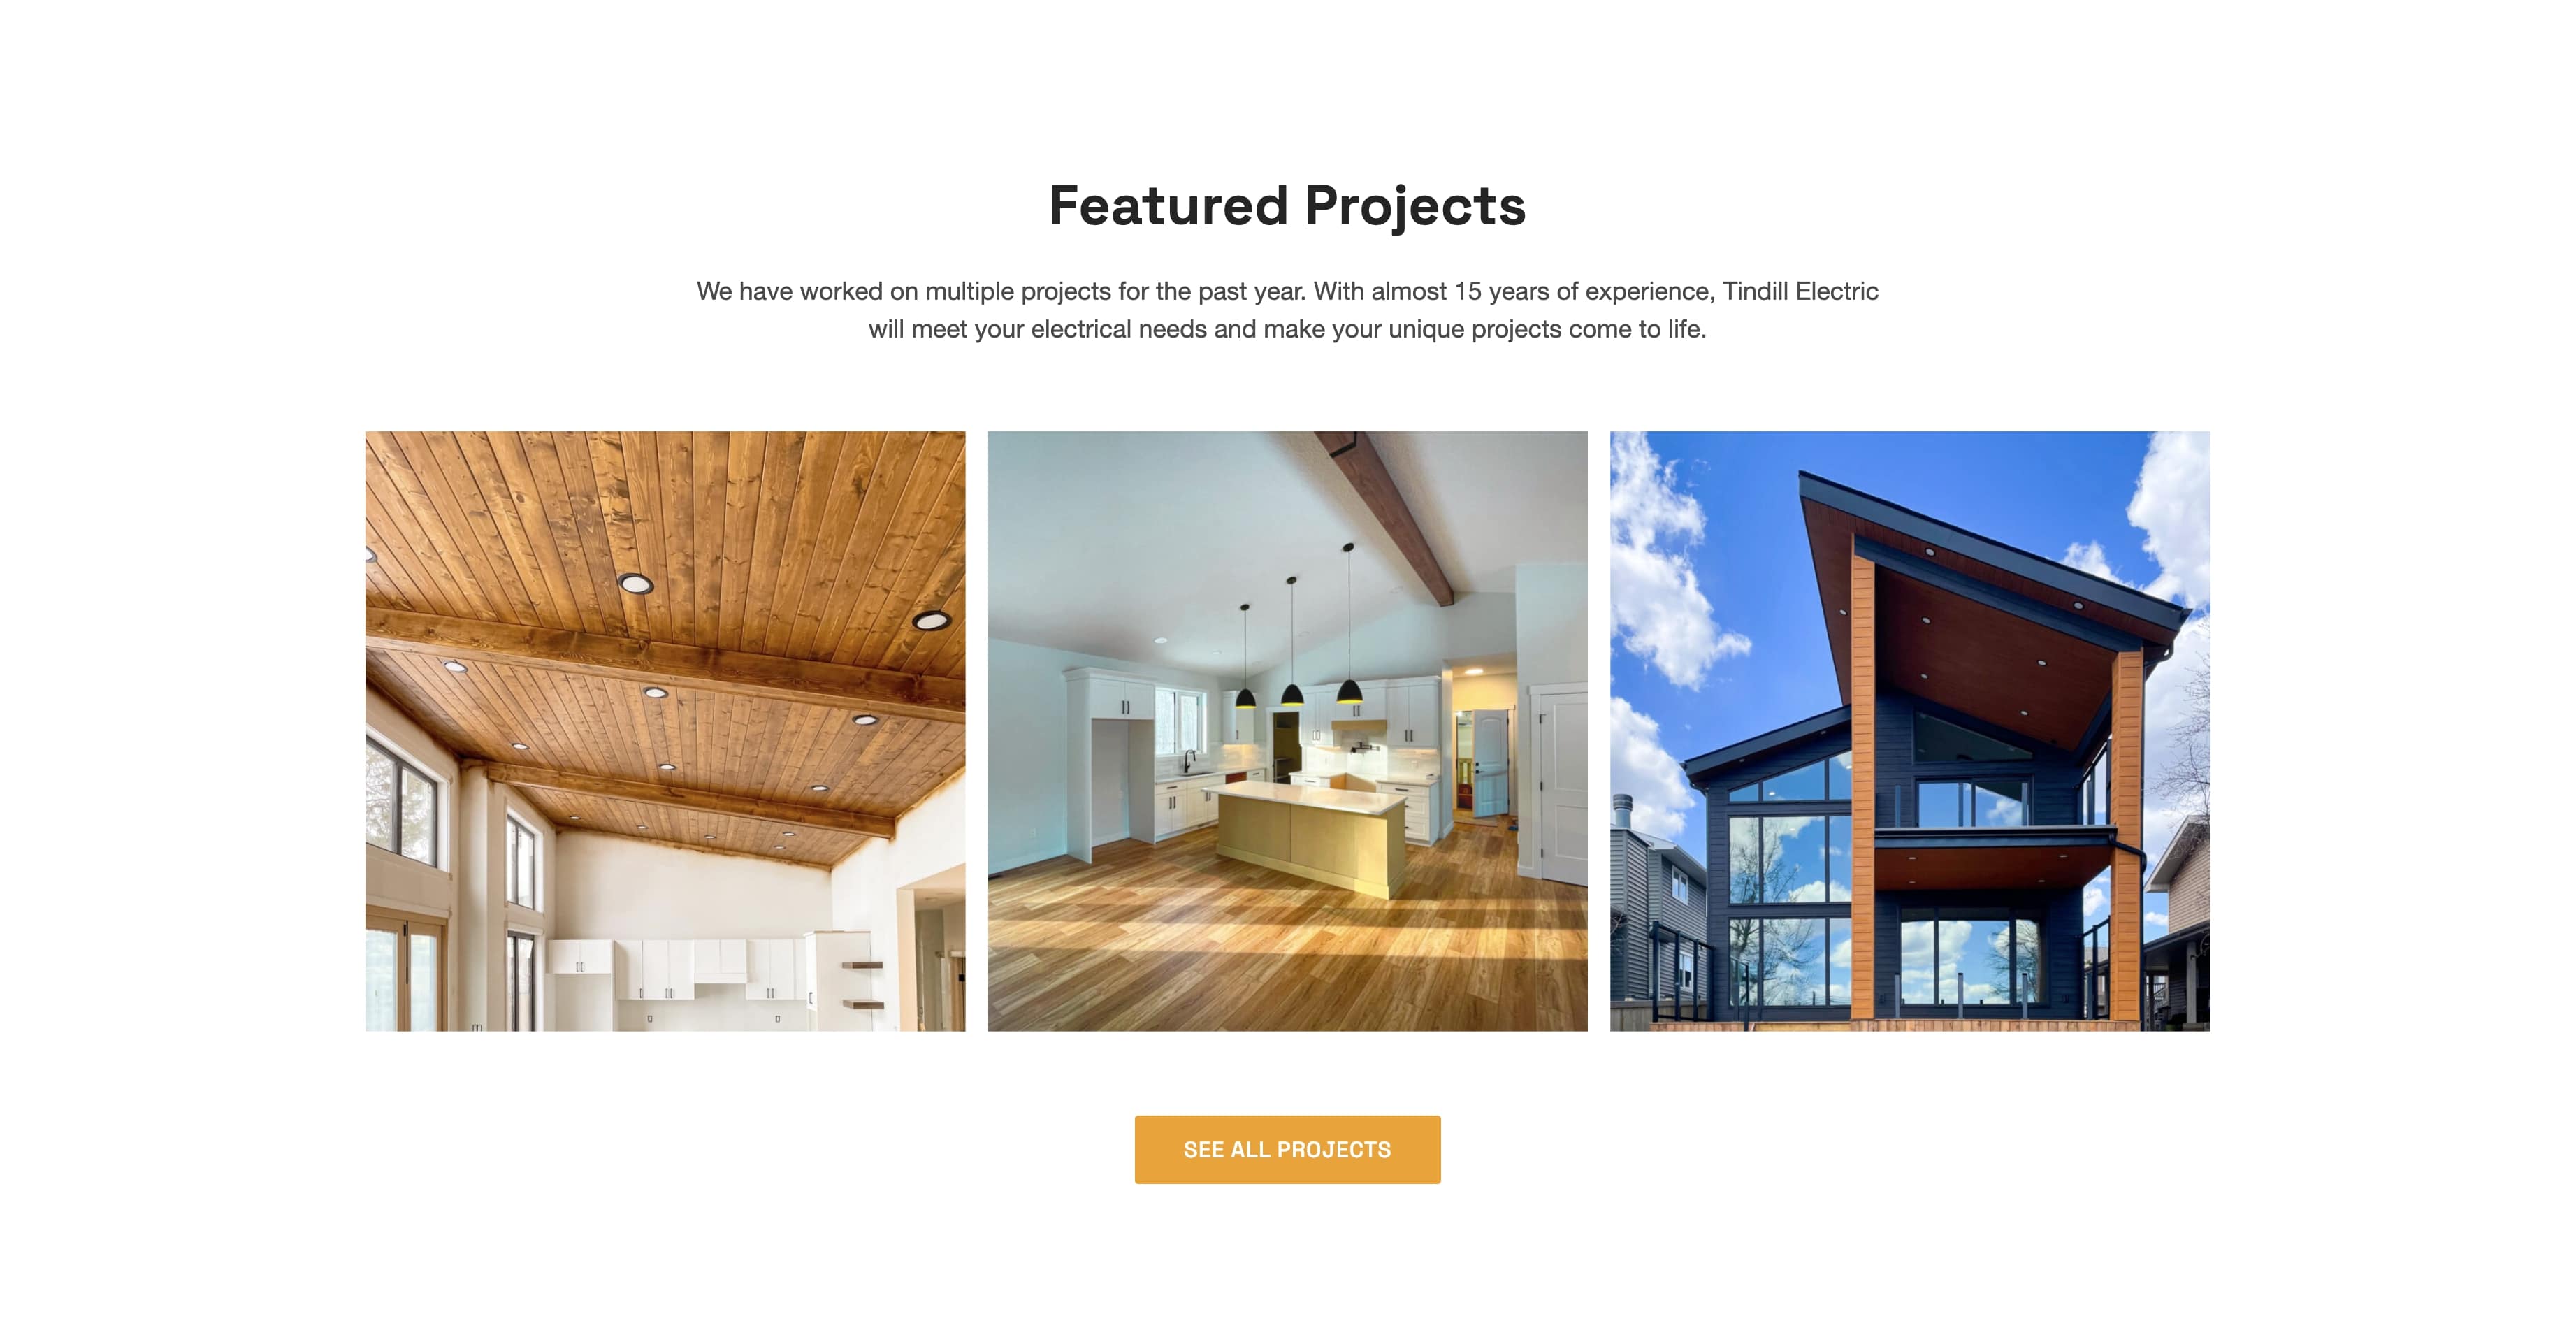 Featured Projects
We have worked on multiple projects for the past year. With almost 15 years of experience, Tindill Electric
will meet your electrical needs and make your unique projects come to life.
SEE ALL PROJECTS